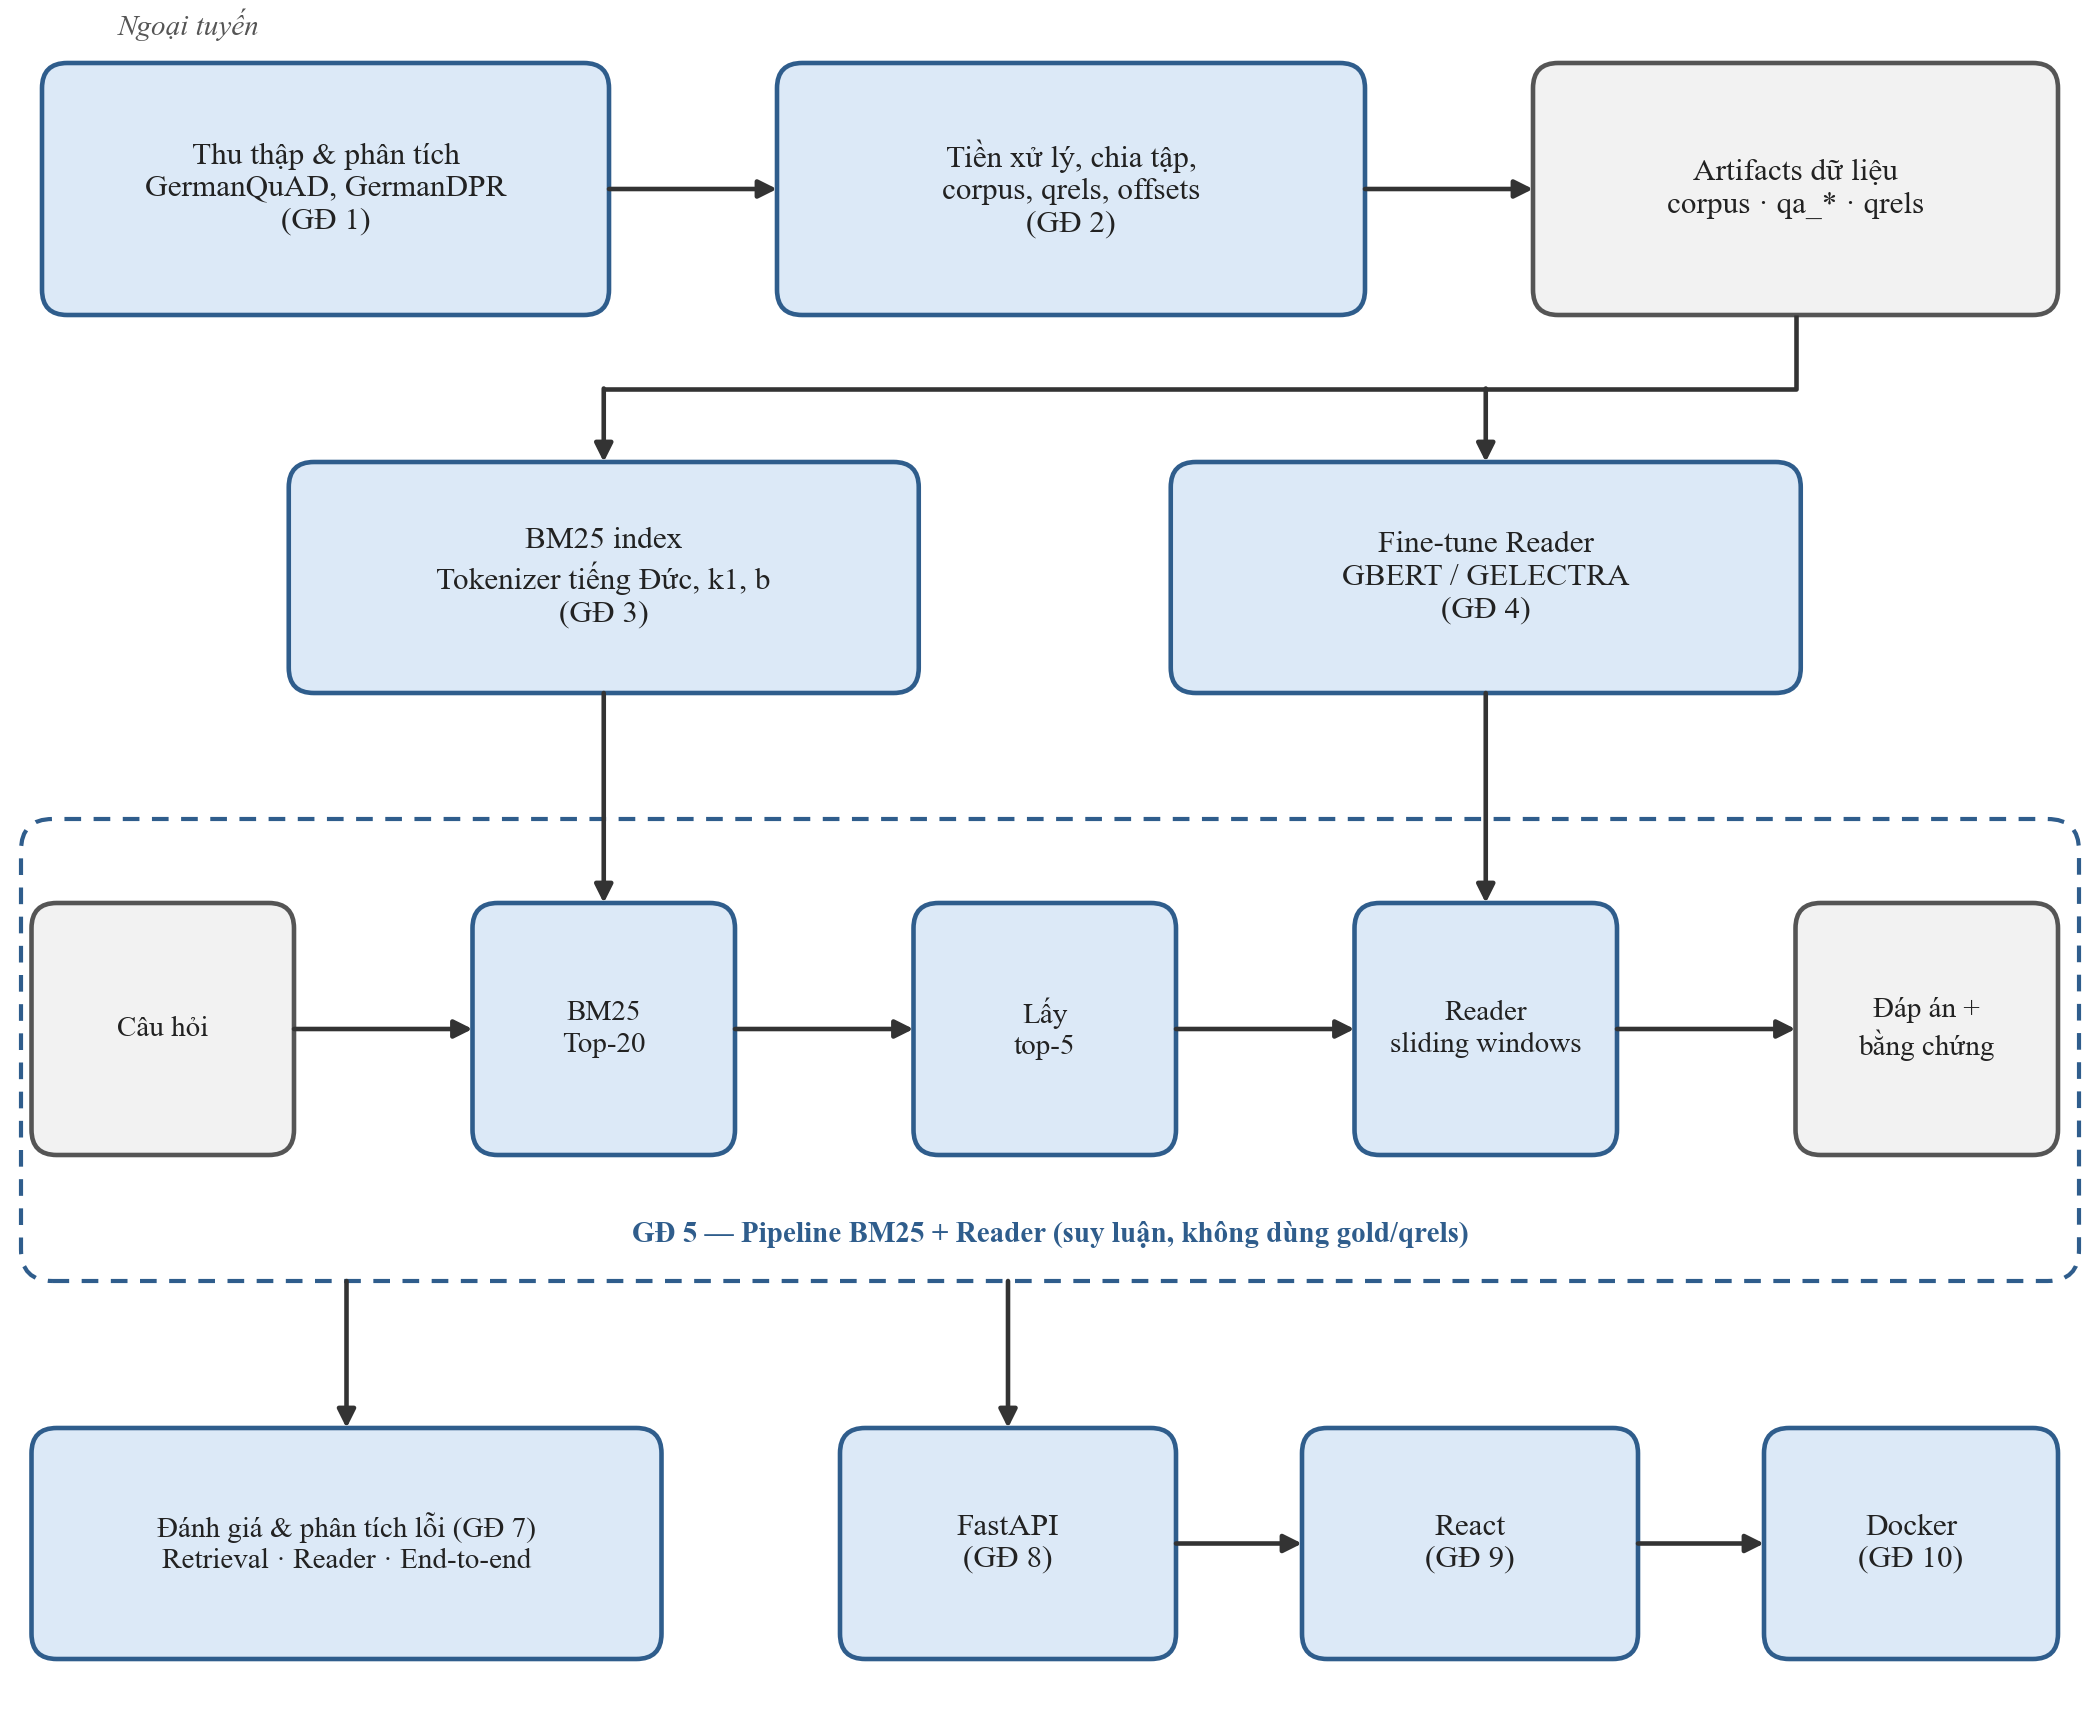 Ngoại tuyến
Thu thập & phân tích
GermanQuAD, GermanDPR
(GĐ 1)
Tiền xử lý, chia tập,
corpus, qrels, offsets
(GĐ 2)
Artifacts dữ liệu
corpus · qa_* · qrels
BM25 index
Tokenizer tiếng Đức, k1, b
(GĐ 3)
Fine-tune Reader
GBERT / GELECTRA
(GĐ 4)
Câu hỏi
BM25
Top-20
Lấy
top-5
Reader
sliding windows
Đáp án +
bằng chứng
GĐ 5 — Pipeline BM25 + Reader (suy luận, không dùng gold/qrels)
Đánh giá & phân tích lỗi (GĐ 7)
Retrieval · Reader · End-to-end
FastAPI
(GĐ 8)
React
(GĐ 9)
Docker
(GĐ 10)